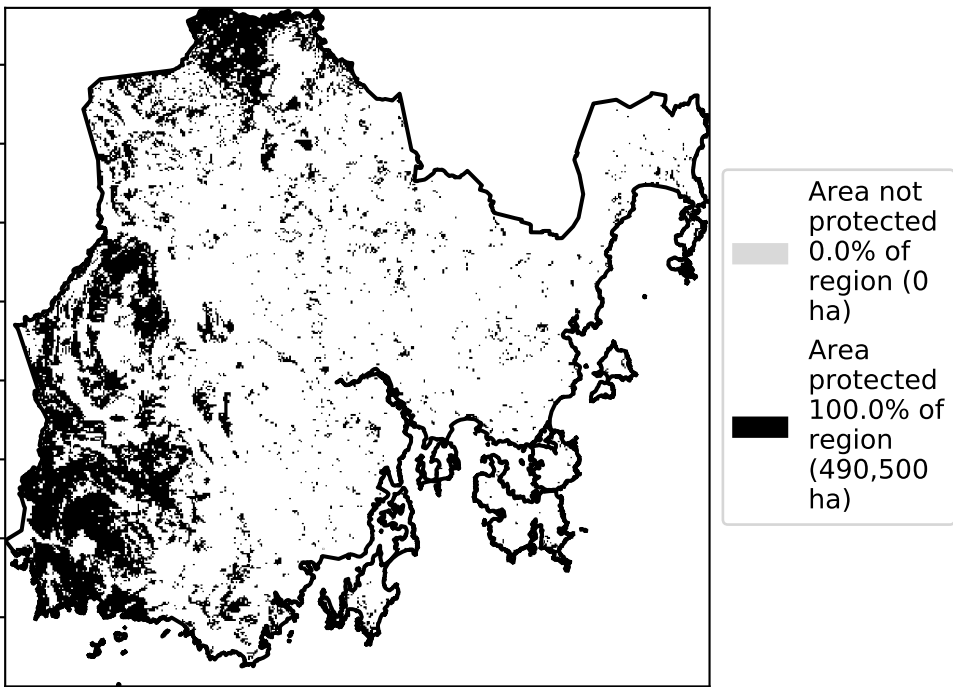 Area not
protected
0.0% of
region (0
ha)
Area
protected
100.0% of
region
(490,500
ha)